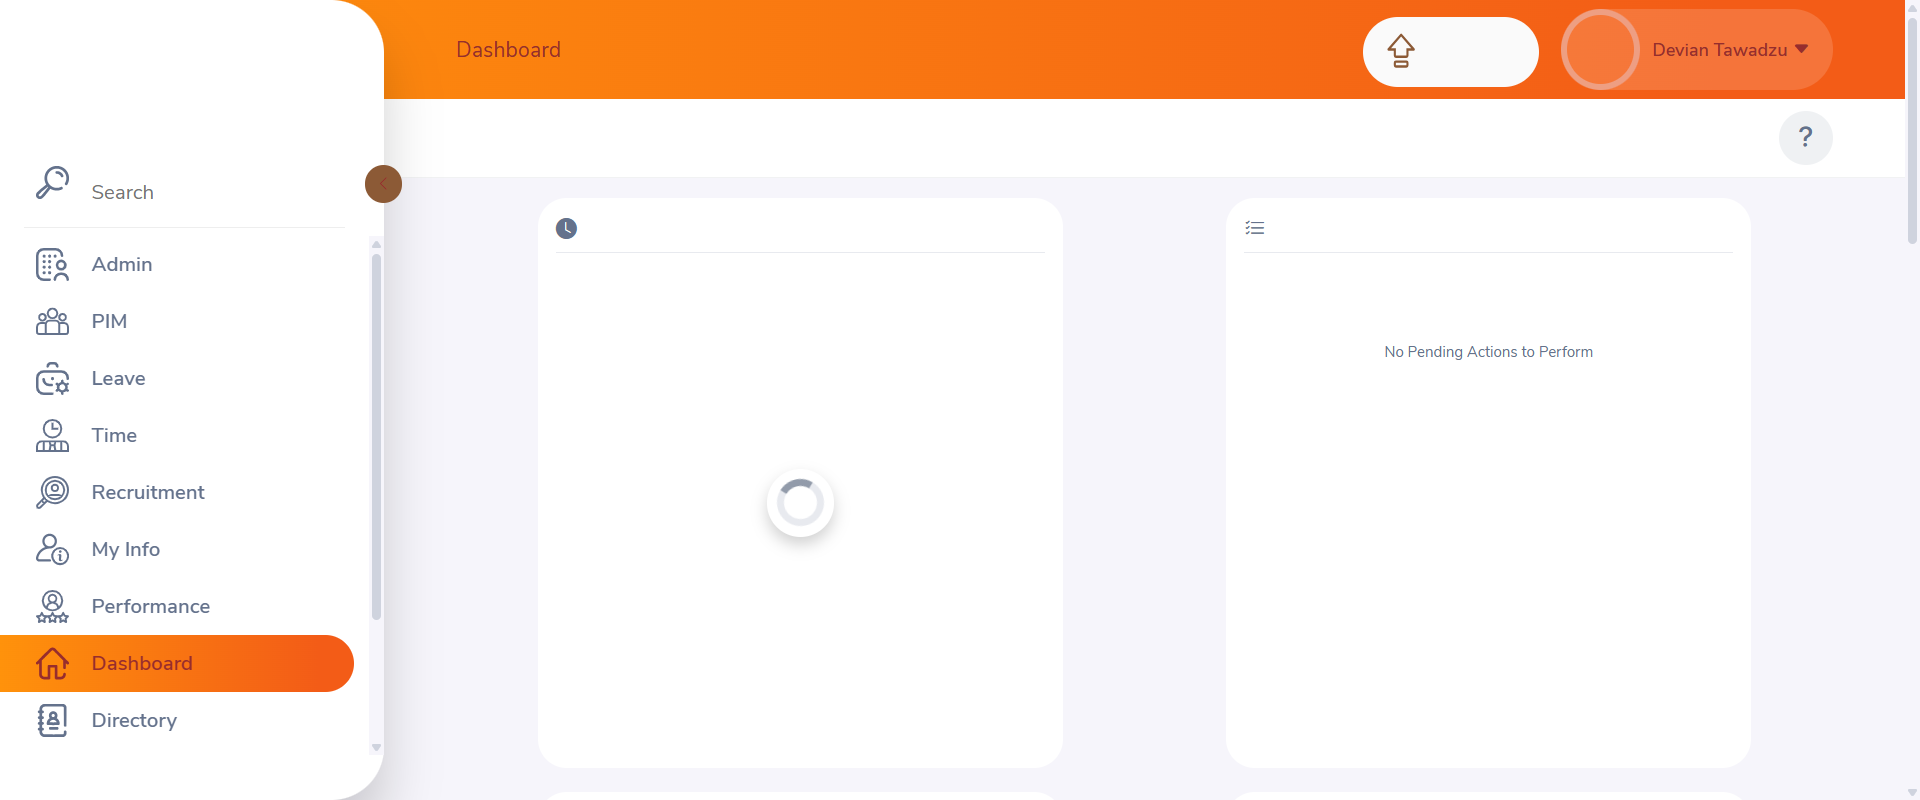 Dashboard
Devian Tawadzu
?
Search
Admin
PIM
Leave
Time
Recruitment
My Info
Performance
Dashboard
Directory
No Pending Actions to Perform